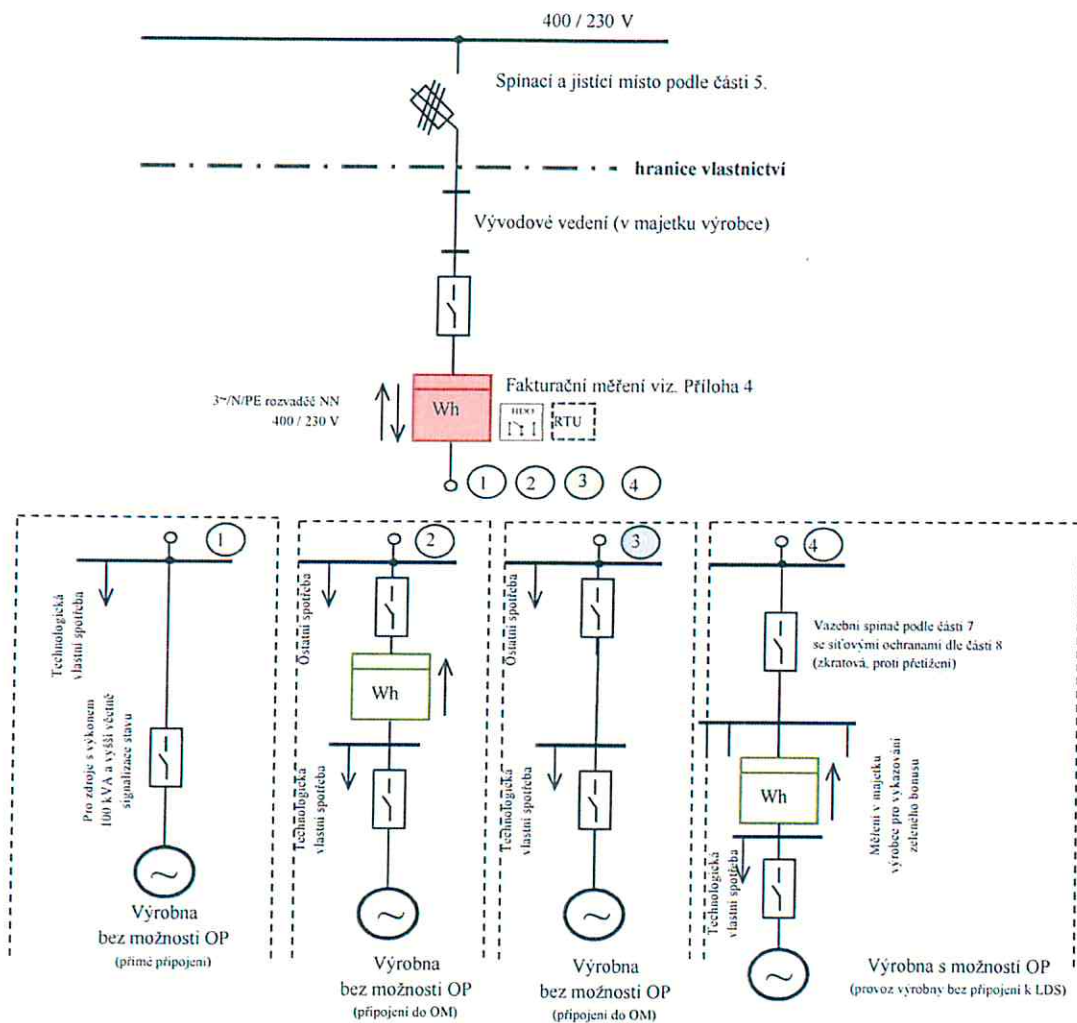 400 / 230 V
Spínací a jistící místo podle části 5.
hranice vlastnictví
Vývodové vedení (v majetku výrobce)
Fakturační měření viz. Příloha 4
3~/N/PE rozvaděč NN
400 / 230 V
Wh
HDO
RTU
1
2
3
4
1
Technologická
vlastní spotřeba
Pro zdroje s výkonem
100 kVA a vyšší včetně
signalizace stavu
~
Výrobna
bez možnosti OP
(přímé připojení)
2
Ostatní spotřeba
Wh
Technologická
vlastní spotřeba
~
Výrobna
bez možnosti OP
(připojení do OM)
3
Ostatní spotřeba
Technologická
vlastní spotřeba
~
Výrobna
bez možnosti OP
(připojení do OM)
4
Vazební spínač podle části 7
se síťovými ochranami dle části 8
(zkratová, proti přetížení)
Wh
Měření v majetku
výrobce pro vykazování
zeleného bonusu
Technologická
vlastní spotřeba
~
Výrobna s možností OP
(provoz výrobny bez připojení k LDS)